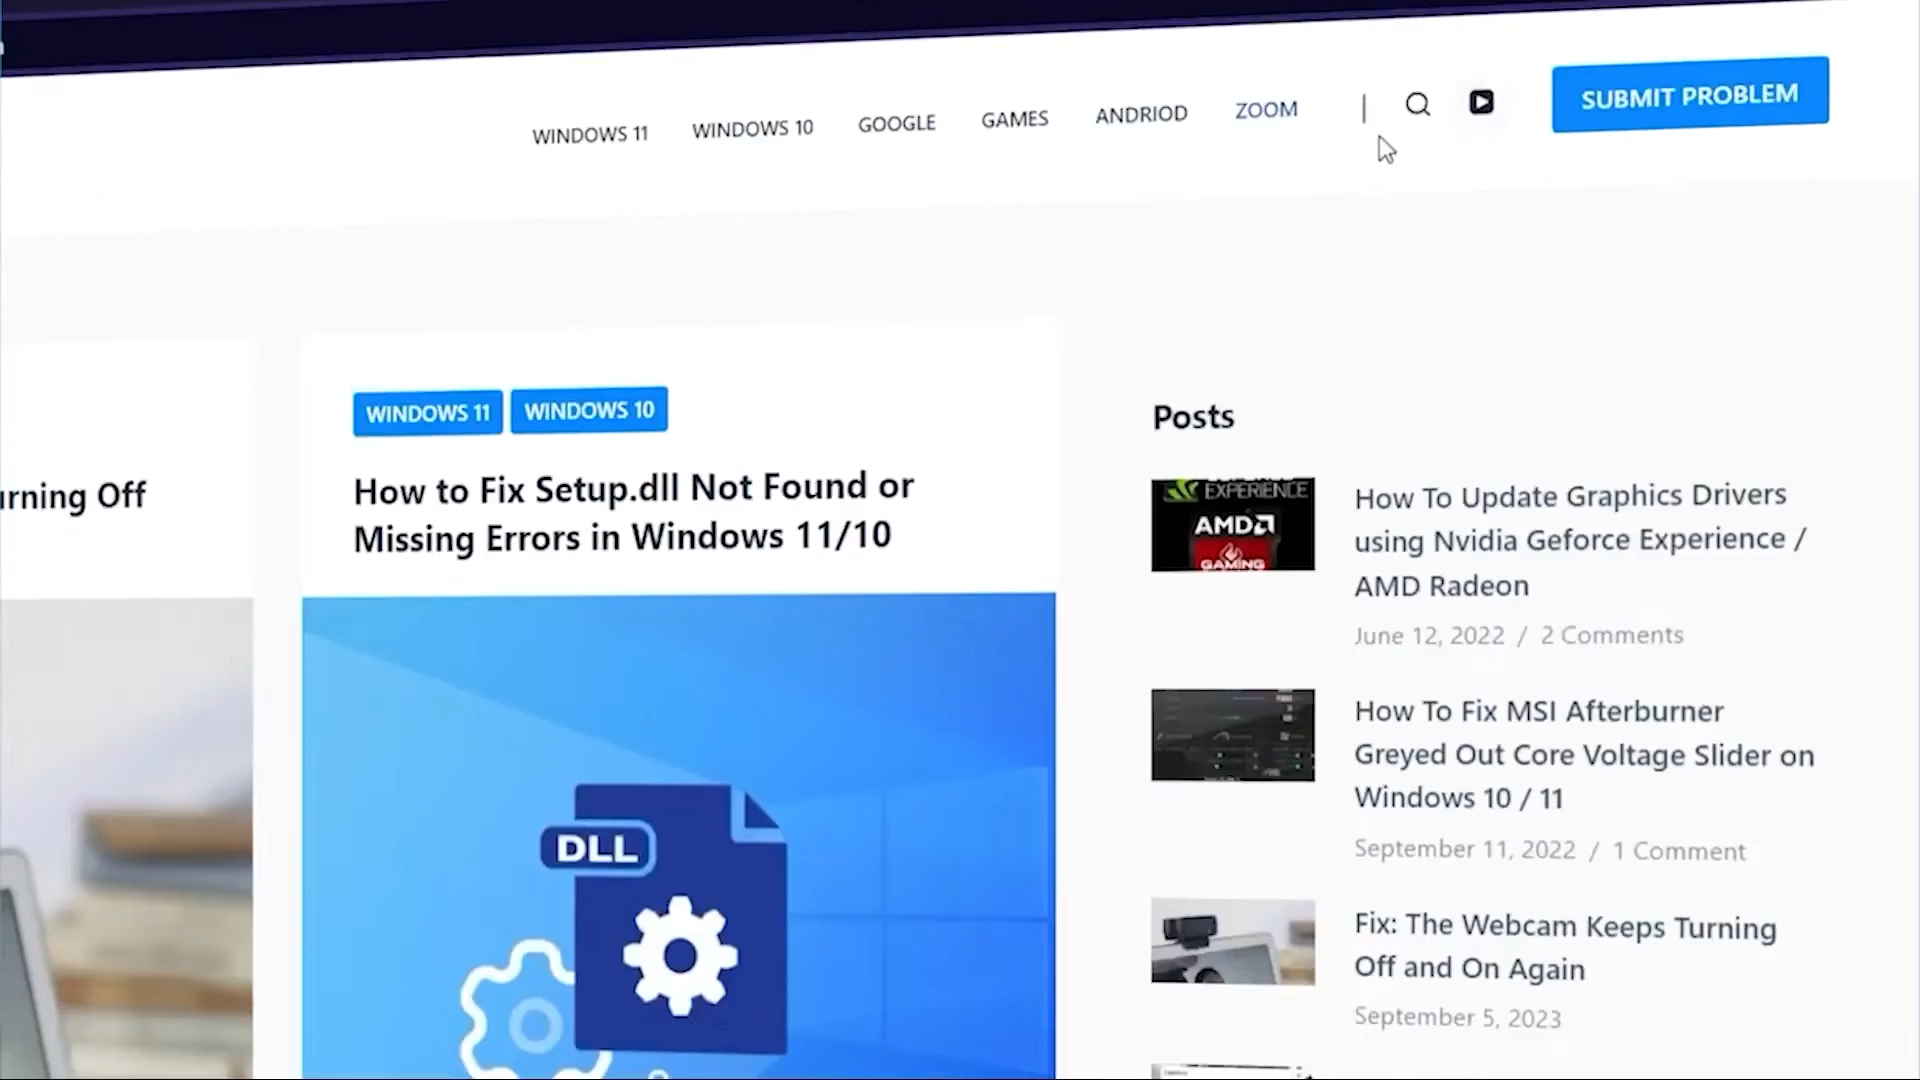 WINDOWS 11 WINDOWS 10 GOOGLE GAMES ANDRIOD ZOOM | SUBMIT PROBLEM
urning Off
WINDOWS 11 WINDOWS 10
How to Fix Setup.dll Not Found or
Missing Errors in Windows 11/10
DLL
Posts
EXPERIENCE
AMD
GAMING
How To Update Graphics Drivers
using Nvidia Geforce Experience /
AMD Radeon
June 12, 2022 / 2 Comments
How To Fix MSI Afterburner
Greyed Out Core Voltage Slider on
Windows 10 / 11
September 11, 2022 / 1 Comment
Fix: The Webcam Keeps Turning
Off and On Again
September 5, 2023